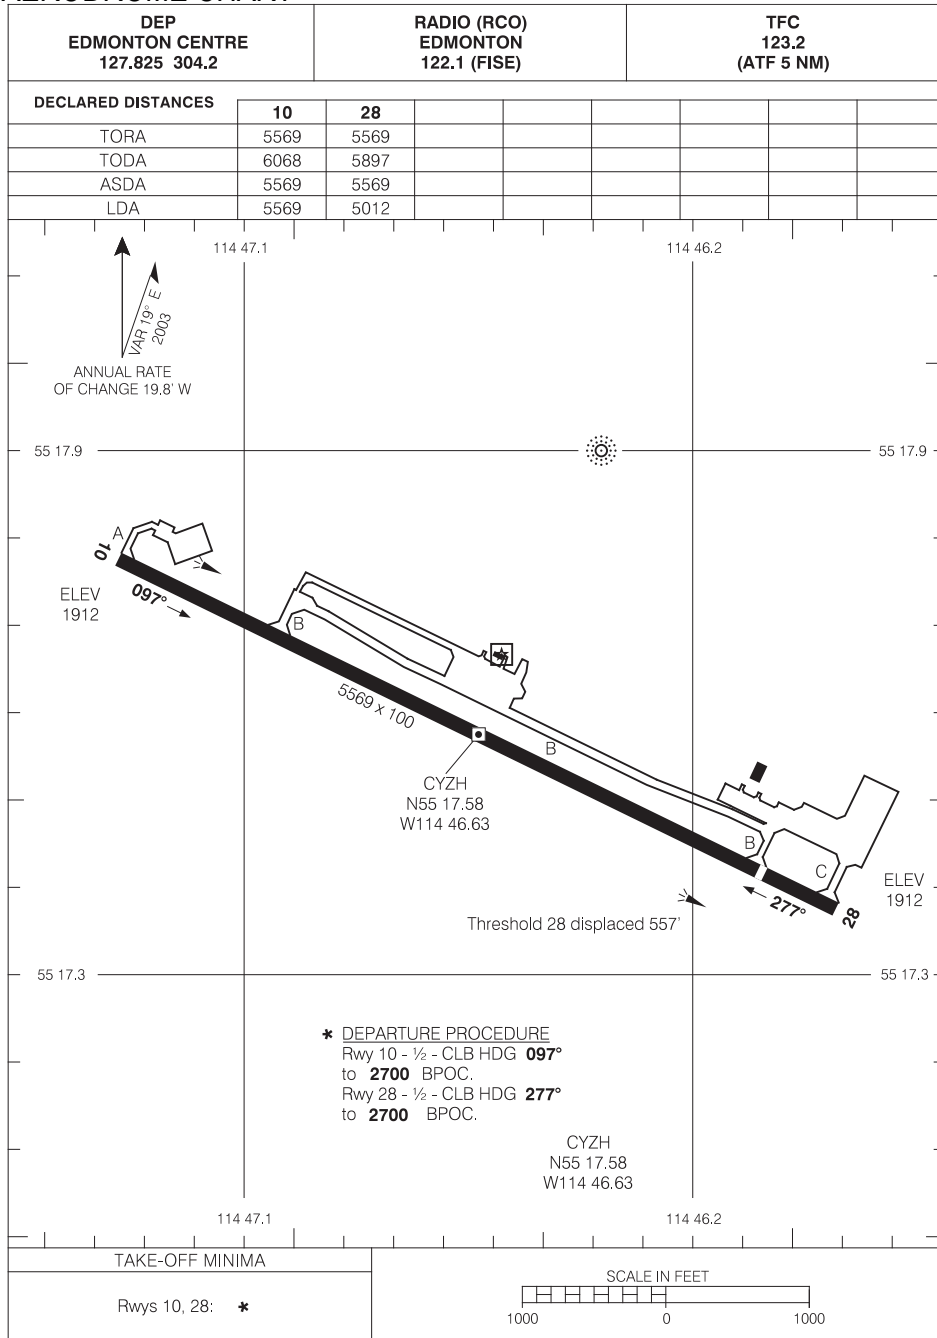 DEP
EDMONTON CENTRE
127.825 304.2
RADIO (RCO)
EDMONTON
122.1 (FISE)
TFC
123.2
(ATF 5 NM)
DECLARED DISTANCES
10 28
TORA 5569 5569
TODA 6068 5897
ASDA 5569 5569
LDA 5569 5012
114 47.1 114 46.2
VAR 19° E
2003
ANNUAL RATE
OF CHANGE 19.8' W
55 17.9 55 17.9
A
10
ELEV
1912
097°
B
5569 x 100
B
CYZH
N55 17.58
W114 46.63
B
C
ELEV
1912
277°
28
Threshold 28 displaced 557'
55 17.3 55 17.3
* DEPARTURE PROCEDURE
Rwy 10 - ½ - CLB HDG 097°
to 2700 BPOC.
Rwy 28 - ½ - CLB HDG 277°
to 2700 BPOC.
CYZH
N55 17.58
W114 46.63
114 47.1 114 46.2
TAKE-OFF MINIMA
Rwys 10, 28: *
SCALE IN FEET
1000 0 1000